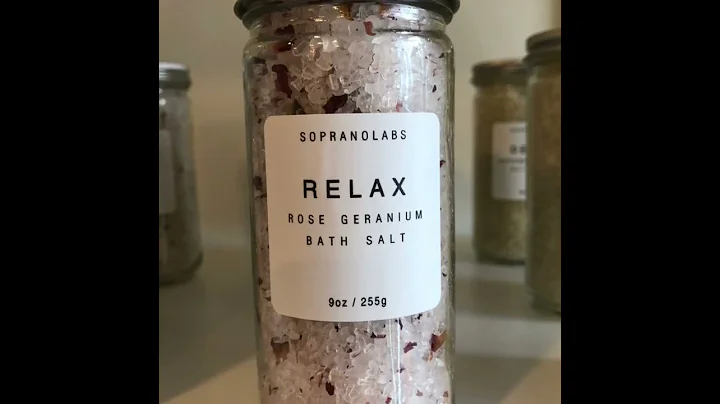 SOPRANOLABS
RELAX
ROSE GERANIUM
BATH SALT
9oz / 255g